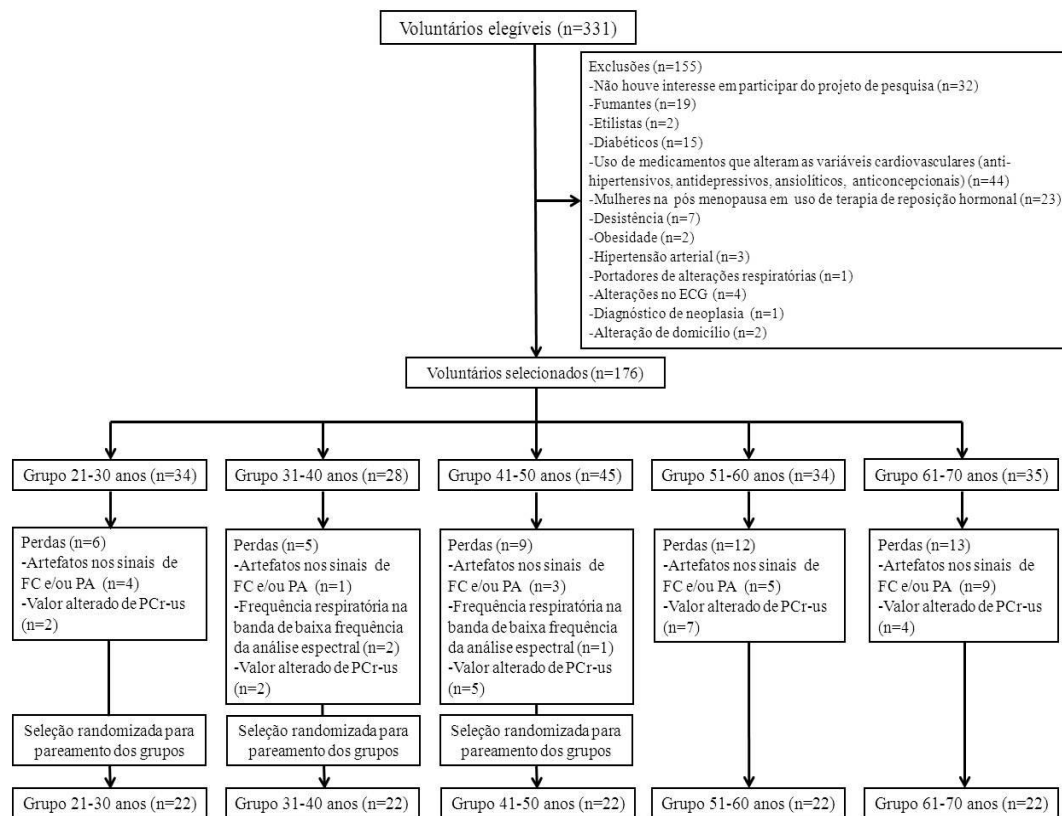 Voluntários elegíveis (n=331)
Exclusões (n=155)
-Não houve interesse em participar do projeto de pesquisa (n=32)
-Fumantes (n=19)
-Etilistas (n=2)
-Diabéticos (n=15)
-Uso de medicamentos que alteram as variáveis cardiovasculares (anti-
hipertensivos, antidepressivos, ansiolíticos, anticoncepcionais) (n=44)
-Mulheres na pós menopausa em uso de terapia de reposição hormonal (n=23)
-Desistência (n=7)
-Obesidade (n=2)
-Hipertensão arterial (n=3)
-Portadores de alterações respiratórias (n=1)
-Alterações no ECG (n=4)
-Diagnóstico de neoplasia (n=1)
-Alteração de domicílio (n=2)
Voluntários selecionados (n=176)
Grupo 21-30 anos (n=34)
Grupo 31-40 anos (n=28)
Grupo 41-50 anos (n=45)
Grupo 51-60 anos (n=34)
Grupo 61-70 anos (n=35)
Perdas (n=6)
-Artefatos nos sinais de
FC e/ou PA (n=4)
-Valor alterado de PCr-us
(n=2)
Perdas (n=5)
-Artefatos nos sinais de
FC e/ou PA (n=1)
-Frequência respiratória na
banda de baixa frequência
da análise espectral (n=2)
-Valor alterado de PCr-us
(n=2)
Perdas (n=9)
-Artefatos nos sinais de
FC e/ou PA (n=3)
-Frequência respiratória na
banda de baixa frequência
da análise espectral (n=1)
-Valor alterado de PCr-us
(n=5)
Perdas (n=12)
-Artefatos nos sinais de
FC e/ou PA (n=5)
-Valor alterado de PCr-us
(n=7)
Perdas (n=13)
-Artefatos nos sinais de
FC e/ou PA (n=9)
-Valor alterado de PCr-us
(n=4)
Seleção randomizada para
pareamento dos grupos
Seleção randomizada para
pareamento dos grupos
Seleção randomizada para
pareamento dos grupos
Grupo 21-30 anos (n=22)
Grupo 31-40 anos (n=22)
Grupo 41-50 anos (n=22)
Grupo 51-60 anos (n=22)
Grupo 61-70 anos (n=22)